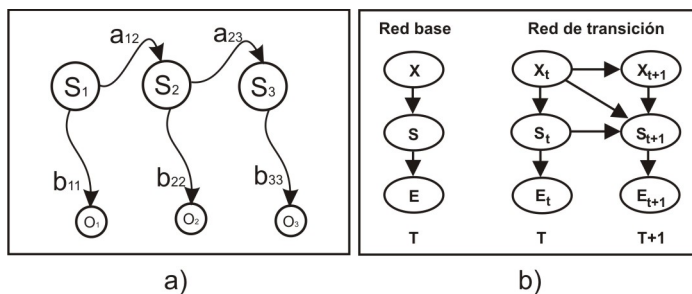 a12 a23
S1 S2 S3
b11 b22 b33
O1 O2 O3
a)
Red base Red de transición
X Xt Xt+1
S St St+1
E Et Et+1
T T T+1
b)